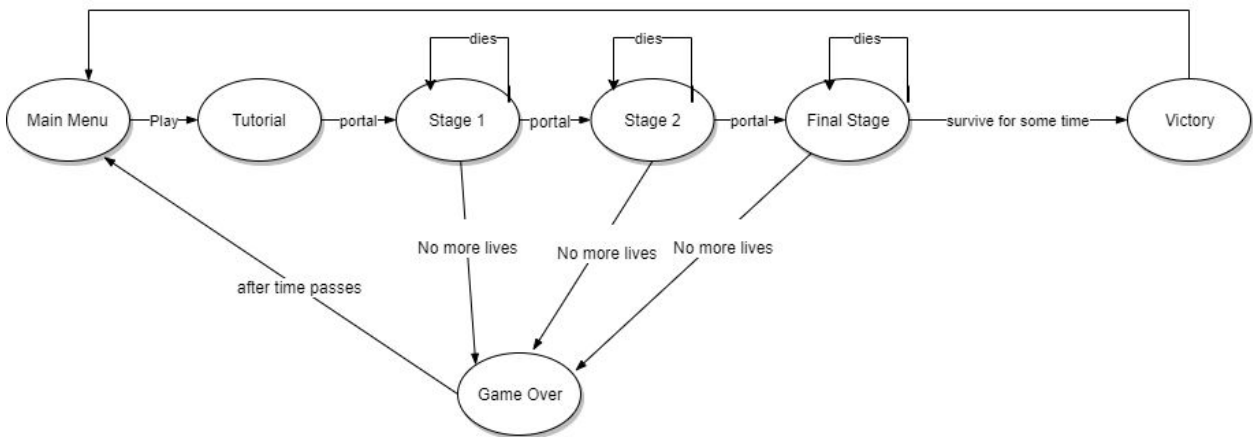 dies
dies
dies
Main Menu
Play
Tutorial
portal
Stage 1
portal
Stage 2
portal
Final Stage
survive for some time
Victory
No more lives
No more lives
No more lives
after time passes
Game Over